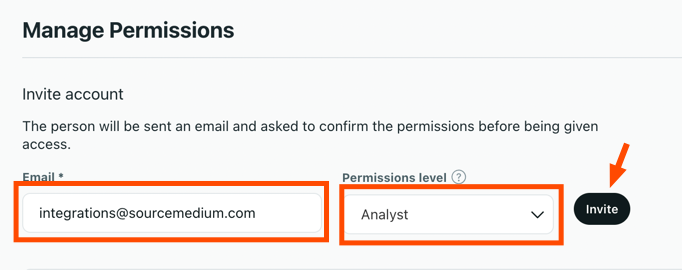 Manage Permissions
Invite account
The person will be sent an email and asked to confirm the permissions before being given
access.
Email * Permissions level ?
integrations@sourcemedium.com Analyst Invite